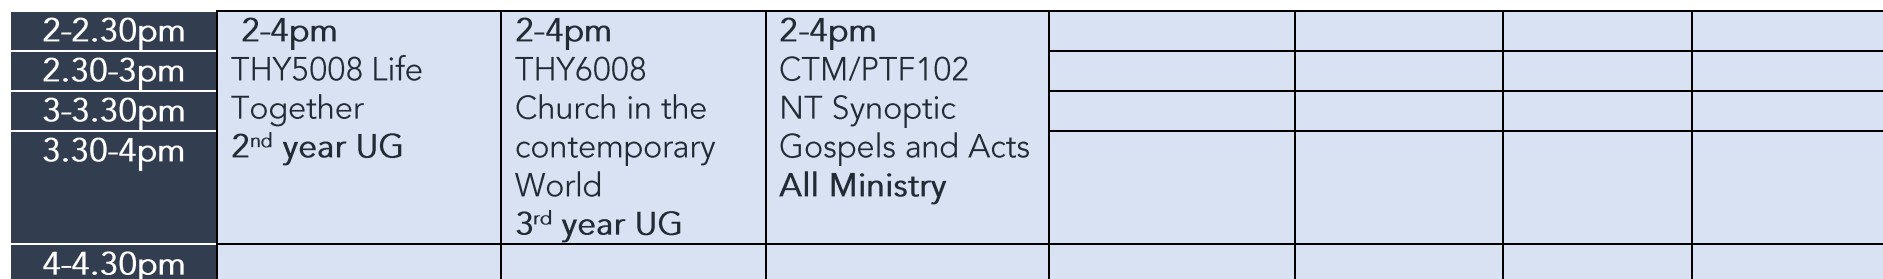 2-2.30pm
2.30-3pm
3-3.30pm
3.30-4pm
4-4.30pm
2-4pm
THY5008 Life
Together
2nd year UG
2-4pm
THY6008
Church in the
contemporary
World
3rd year UG
2-4pm
CTM/PTF102
NT Synoptic
Gospels and Acts
All Ministry